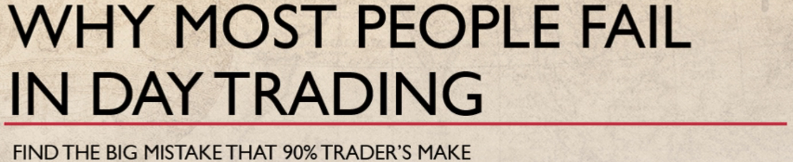 WHY MOST PEOPLE FAIL
IN DAY TRADING
FIND THE BIG MISTAKE THAT 90% TRADER'S MAKE